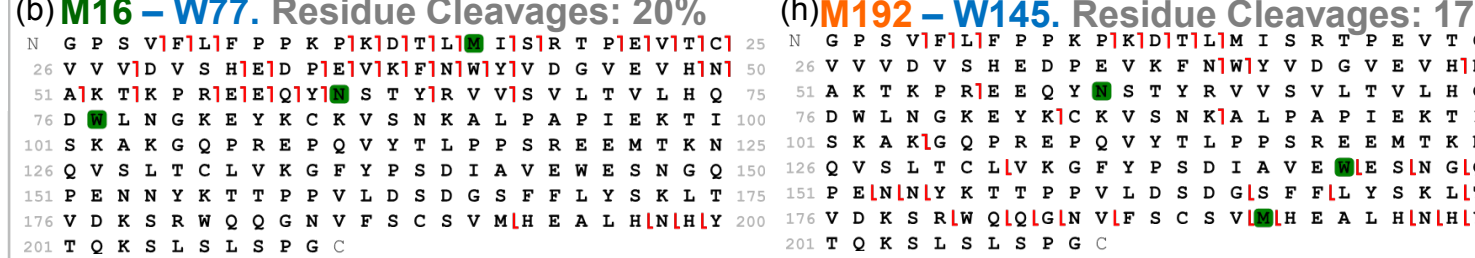 (b) M16 – W77. Residue Cleavages: 20%
N G P S V F L F P P K P K D T L M I S R T P E V T C 25
26 V V V D V S H E D P E V K F N W Y V D G V E V H N 50
51 A K T K P R E E Q Y N S T Y R V V S V L T V L H Q 75
76 D W L N G K E Y K C K V S N K A L P A P I E K T I 100
101 S K A K G Q P R E P Q V Y T L P P S R E E M T K N 125
126 Q V S L T C L V K G F Y P S D I A V E W E S N G Q 150
151 P E N N Y K T T P P V L D S D G S F F L Y S K L T 175
176 V D K S R W Q Q G N V F S C S V M H E A L H N H Y 200
201 T Q K S L S L S P G C
(h) M192 – W145. Residue Cleavages: 17
N G P S V F L F P P K P K D T L M I S R T P E V T
26 V V V D V S H E D P E V K F N W Y V D G V E V H
51 A K T K P R E E Q Y N S T Y R V V S V L T V L H
76 D W L N G K E Y K C K V S N K A L P A P I E K T
101 S K A K G Q P R E P Q V Y T L P P S R E E M T K
126 Q V S L T C L V K G F Y P S D I A V E W E S N G
151 P E N N Y K T T P P V L D S D G S F F L Y S K L
176 V D K S R W Q Q G N V F S C S V M H E A L H N H
201 T Q K S L S L S P G C